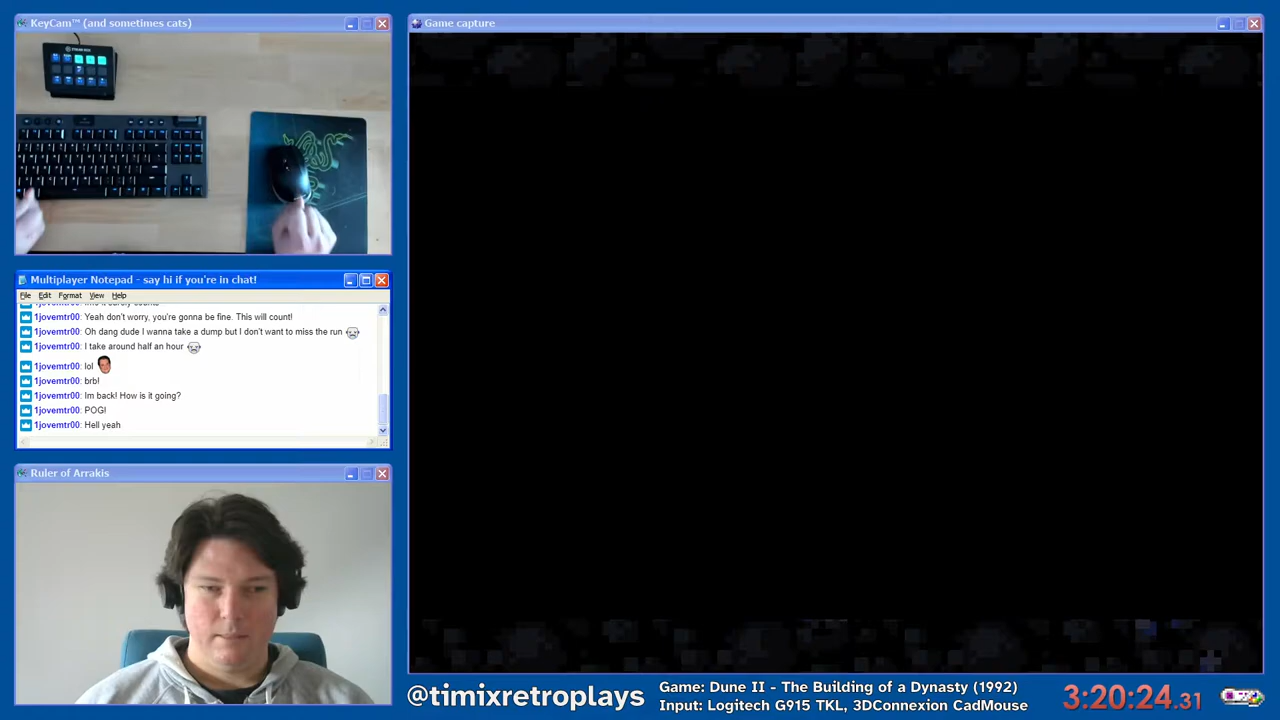 KeyCam™ (and sometimes cats)
Game capture
Multiplayer Notepad - say hi if you're in chat!
File Edit Format View Help
1jovemtr00: Yeah don't worry, you're gonna be fine. This will count!
1jovemtr00: Oh dang dude I wanna take a dump but I don't want to miss the run
1jovemtr00: I take around half an hour
1jovemtr00: lol
1jovemtr00: brb!
1jovemtr00: Im back! How is it going?
1jovemtr00: POG!
1jovemtr00: Hell yeah
Ruler of Arrakis
@timixretroplays
Game: Dune II - The Building of a Dynasty (1992)
Input: Logitech G915 TKL, 3DConnexion CadMouse
3:20:24.31